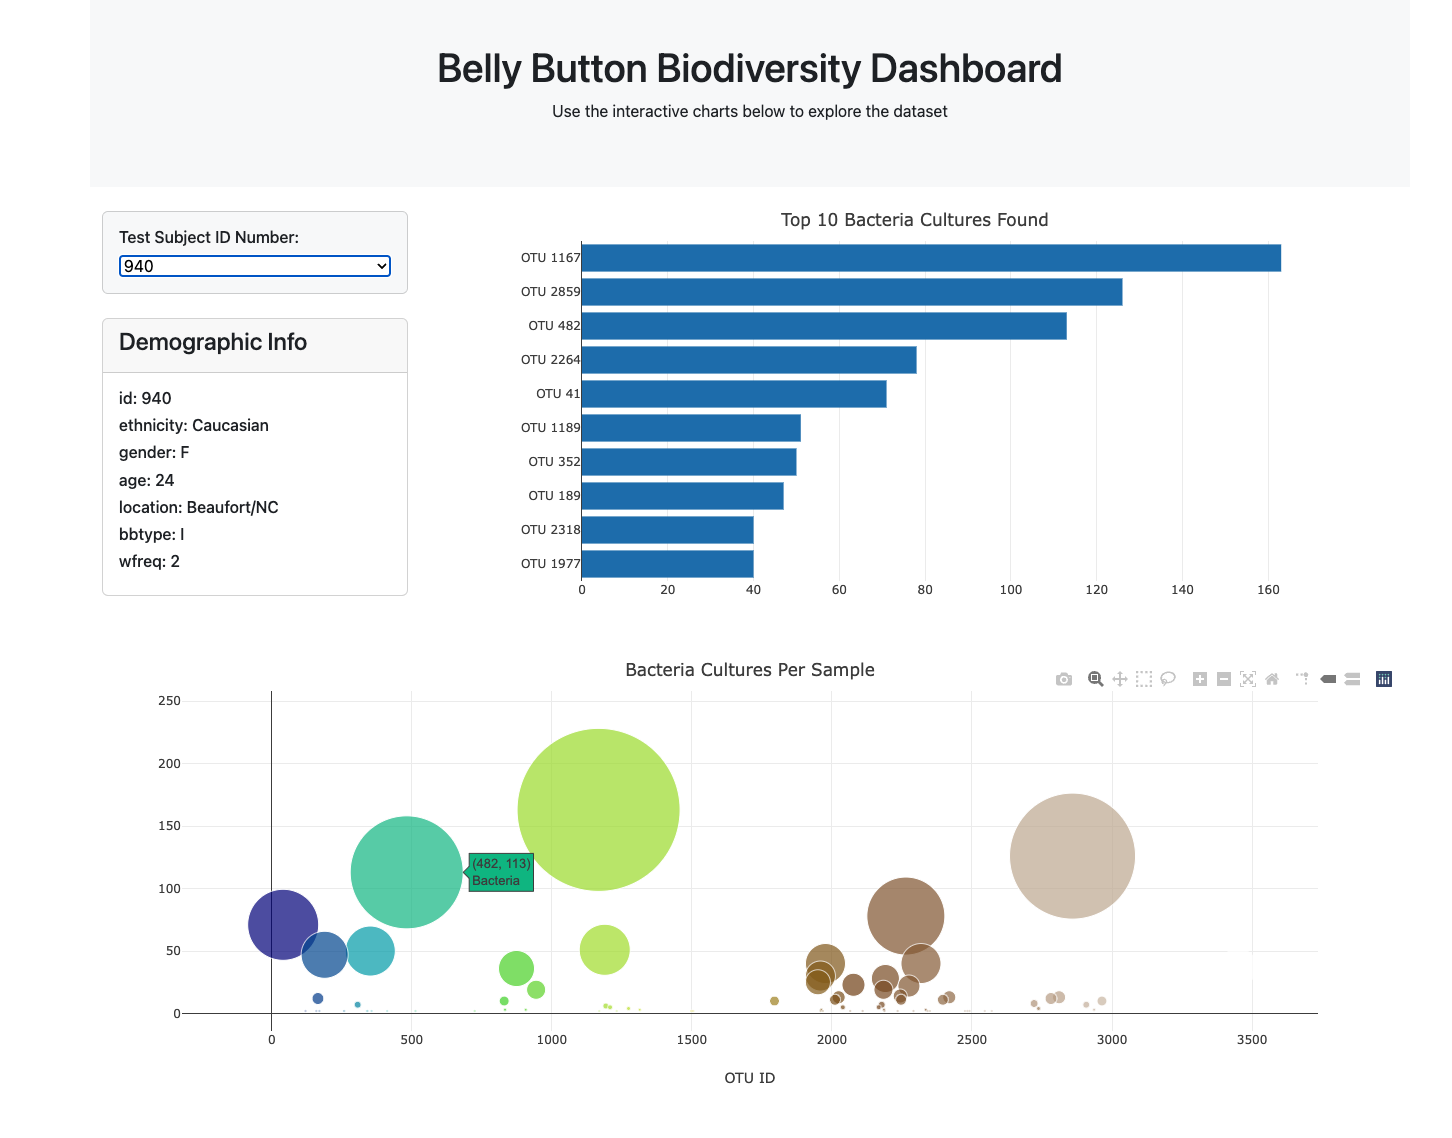 Belly Button Biodiversity Dashboard
Use the interactive charts below to explore the dataset
Test Subject ID Number:
940
Demographic Info
id: 940
ethnicity: Caucasian
gender: F
age: 24
location: Beaufort/NC
bbtype: I
wfreq: 2
Top 10 Bacteria Cultures Found
OTU 1167
OTU 2859
OTU 482
OTU 2264
OTU 41
OTU 1189
OTU 352
OTU 189
OTU 2318
OTU 1977
0 20 40 60 80 100 120 140 160
Bacteria Cultures Per Sample
250
200
150
100
50
0
(482, 113)
Bacteria
0 500 1000 1500 2000 2500 3000 3500
OTU ID